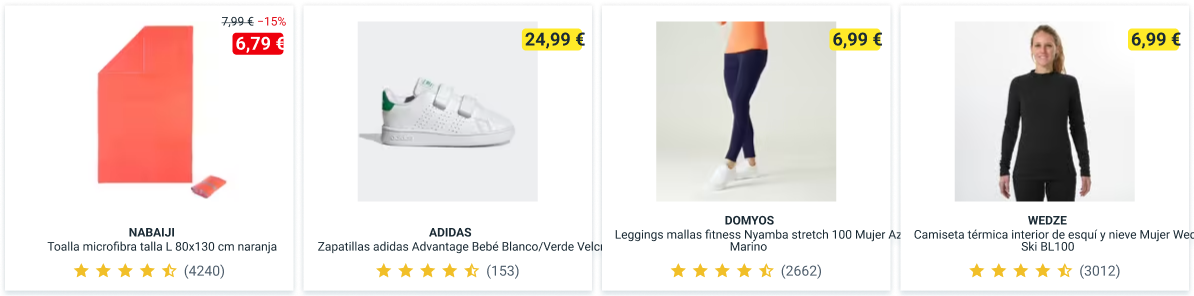 7,99 € −15%
6,79 €
NABAIJI
Toalla microfibra talla L 80x130 cm naranja
(4240)
24,99 €
adidas
ADIDAS
Zapatillas adidas Advantage Bebé Blanco/Verde Velcr
(153)
6,99 €
DOMYOS
Leggings mallas fitness Nyamba stretch 100 Mujer Az
Marino
(2662)
6,99 €
WEDZE
Camiseta térmica interior de esquí y nieve Mujer Wed
Ski BL100
(3012)